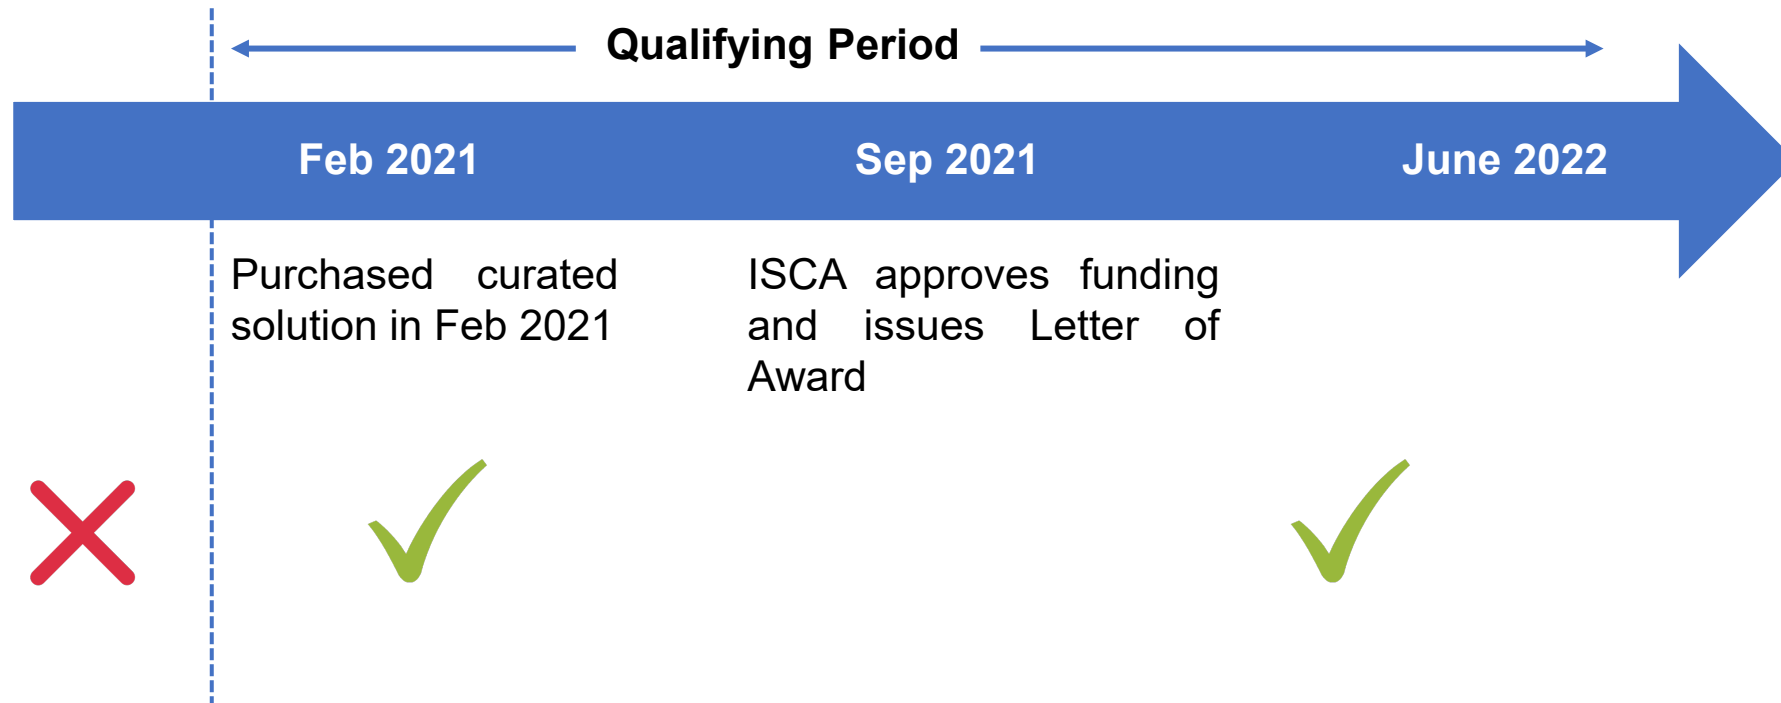 Qualifying Period
Feb 2021
Sep 2021
June 2022
Purchased curated
solution in Feb 2021
ISCA approves funding
and issues Letter of
Award